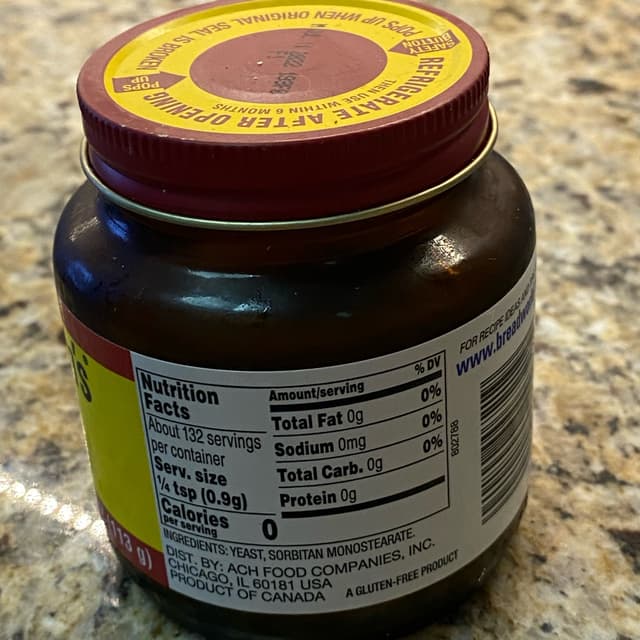 POPS UP WHEN ORIGINAL SEAL IS BROKEN
SAFETY
BUTTON
POPS
UP
REFRIGERATE AFTER OPENING
THEN USE WITHIN 6 MONTHS
's
113 g)
Nutrition
Facts
About 132 servings
per container
Serv. size
¼ tsp (0.9g)
Calories 0
per serving
Amount/serving % DV
Total Fat 0g 0%
Sodium 0mg 0%
Total Carb. 0g 0%
Protein 0g
INGREDIENTS: YEAST, SORBITAN MONOSTEARATE.
DIST. BY: ACH FOOD COMPANIES, INC.
CHICAGO, IL 60181 USA
PRODUCT OF CANADA
A GLUTEN-FREE PRODUCT
802768
FOR RECIPE IDEAS
www.breadwo